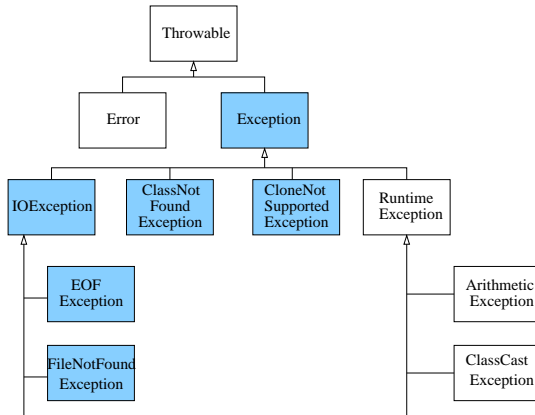 Throwable
Error
Exception
IOException
ClassNot
Found
Exception
CloneNot
Supported
Exception
Runtime
Exception
EOF
Exception
Arithmetic
Exception
FileNotFound
Exception
ClassCast
Exception